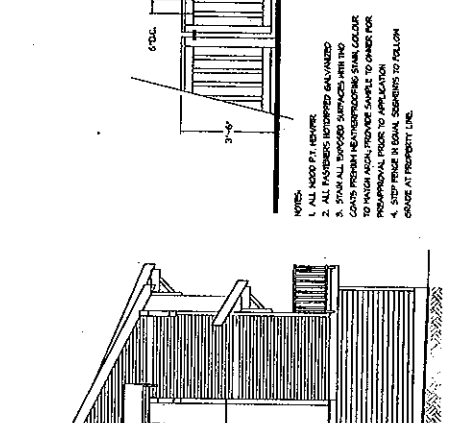 6' O.C.
3'-6"
NOTES:
1. ALL WOOD P.T. HEM/FIR
2. ALL FASTENERS HOTDIPPED GALVANIZED
3. STAIN ALL EXPOSED SURFACES WITH TWO
COATS PREMIUM WEATHERPROOFING STAIN, COLOUR
TO MATCH ARCH.; PROVIDE SAMPLE TO OWNER FOR
PREAPPROVAL PRIOR TO APPLICATION
4. STEP FENCE IN EQUAL SEGMENTS TO FOLLOW
GRADE AT PROPERTY LINE.